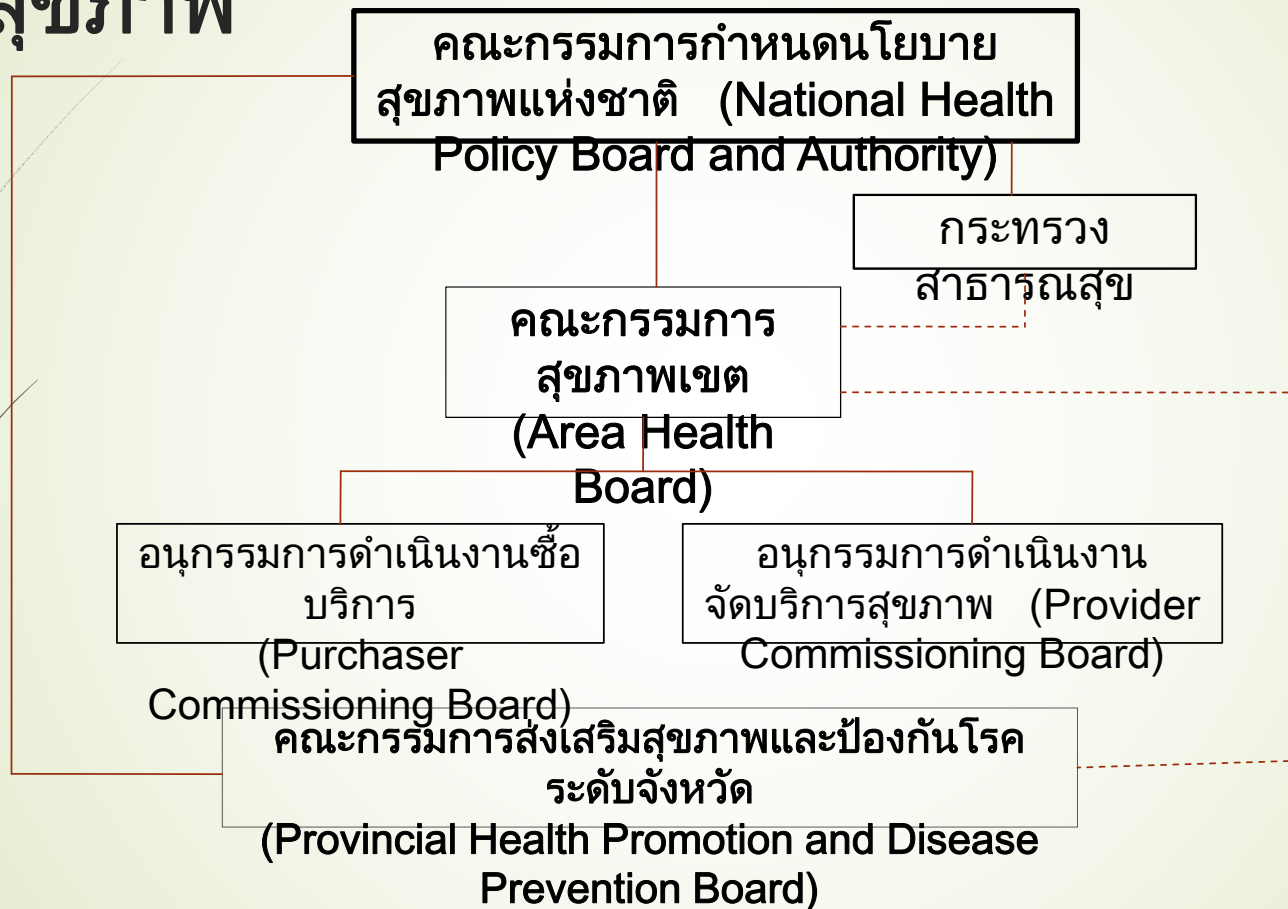 สุขภาพ
คณะกรรมการกำหนดนโยบาย
สุขภาพแห่งชาติ (National Health
Policy Board and Authority)
กระทรวง
สาธารณสุข
คณะกรรมการ
สุขภาพเขต
(Area Health
Board)
อนุกรรมการดำเนินงานซื้อ
บริการ
(Purchaser
Commissioning Board)
อนุกรรมการดำเนินงาน
จัดบริการสุขภาพ (Provider
Commissioning Board)
คณะกรรมการส่งเสริมสุขภาพและป้องกันโรค
ระดับจังหวัด
(Provincial Health Promotion and Disease
Prevention Board)